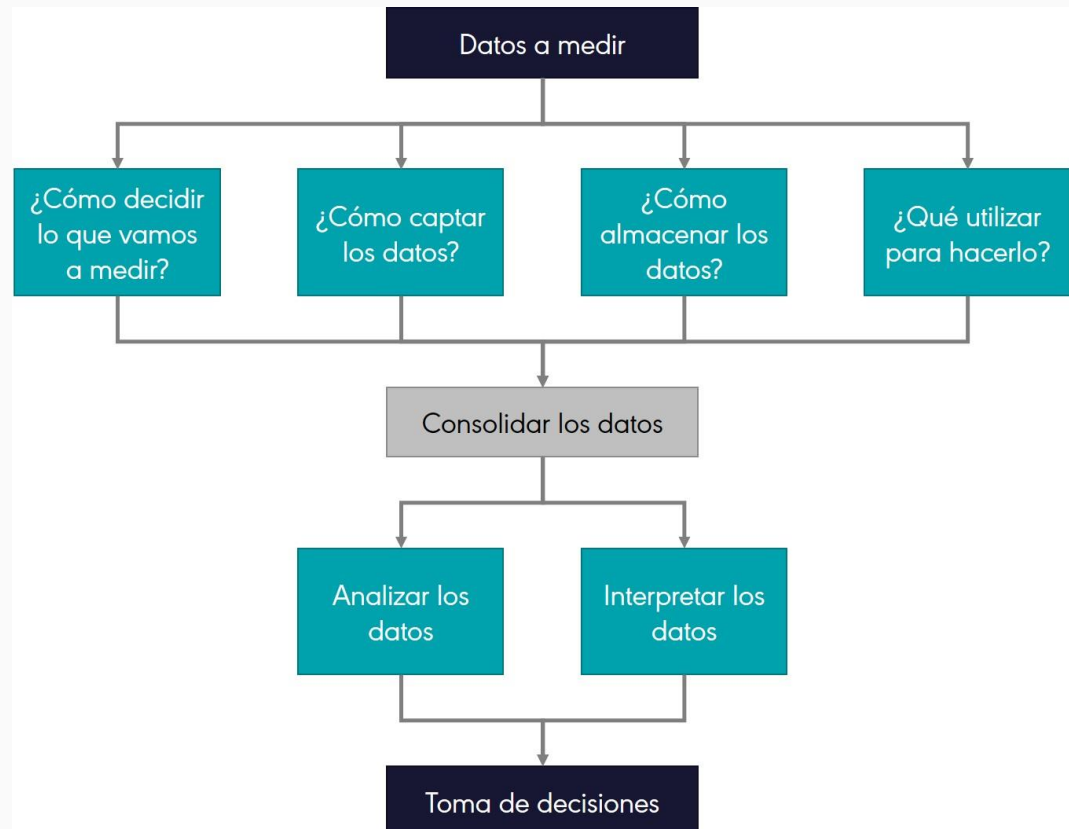 Datos a medir
¿Cómo decidir
lo que vamos
a medir?
¿Cómo captar
los datos?
¿Cómo
almacenar los
datos?
¿Qué utilizar
para hacerlo?
Consolidar los datos
Analizar los
datos
Interpretar los
datos
Toma de decisiones